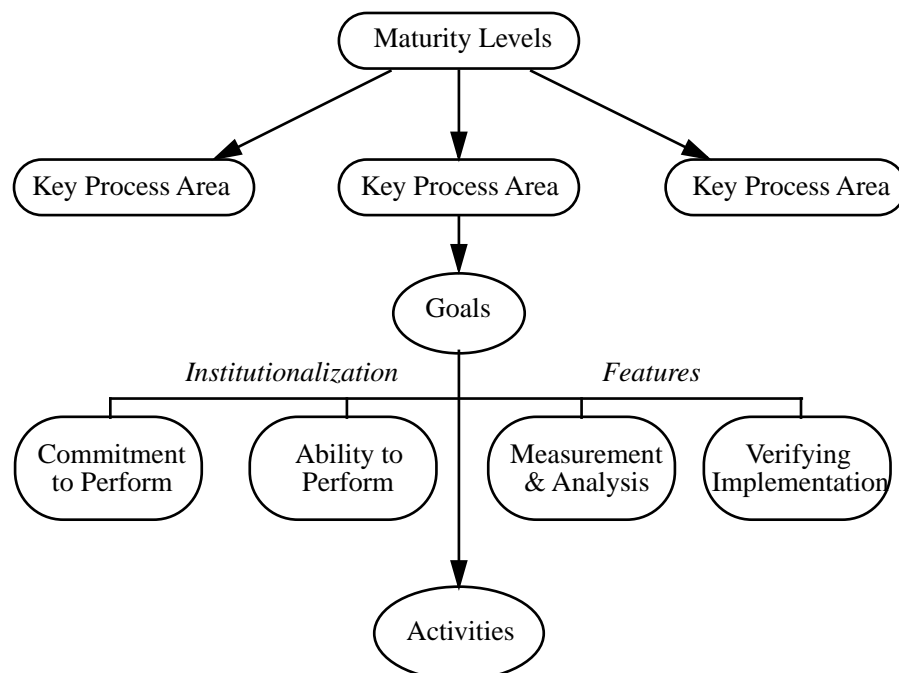 Maturity Levels
Key Process Area
Key Process Area
Key Process Area
Goals
Institutionalization
Features
Commitment
to Perform
Ability to
Perform
Measurement
& Analysis
Verifying
Implementation
Activities